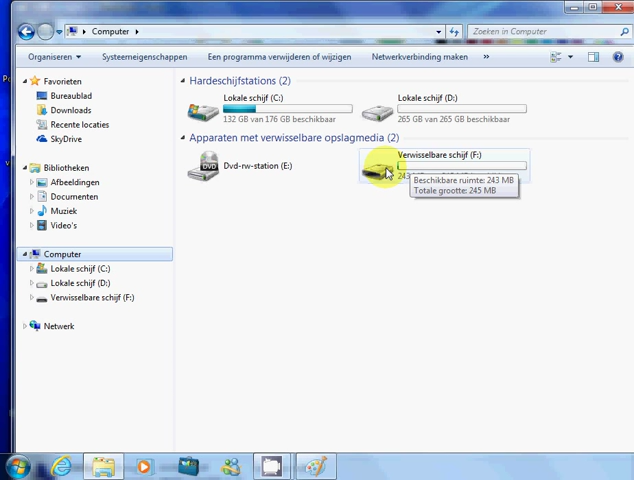 Computer
Zoeken in Computer
Organiseren
Systeemeigenschappen
Een programma verwijderen of wijzigen
Netwerkverbinding maken
»
Favorieten
Bureaublad
Downloads
Recente locaties
SkyDrive
Bibliotheken
Afbeeldingen
Documenten
Muziek
Video's
Computer
Lokale schijf (C:)
Lokale schijf (D:)
Verwisselbare schijf (F:)
Netwerk
Hardeschijfstations (2)
Lokale schijf (C:)
132 GB van 176 GB beschikbaar
Lokale schijf (D:)
265 GB van 265 GB beschikbaar
Apparaten met verwisselbare opslagmedia (2)
DVD
Dvd-rw-station (E:)
Verwisselbare schijf (F:)
Beschikbare ruimte: 243 MB
Totale grootte: 245 MB